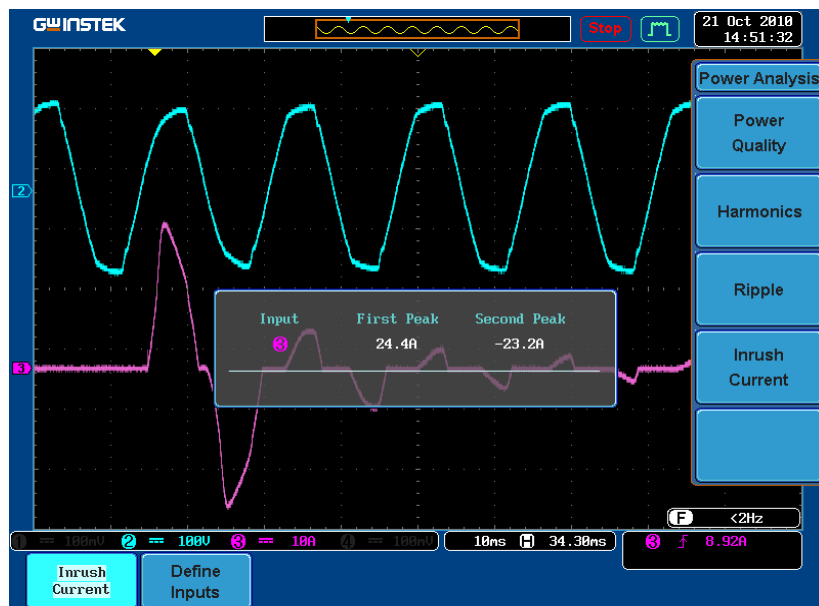 GWINSTEK
Stop
21 Oct 2010
14:51:32
Power Analysis
Power
Quality
Harmonics
Ripple
Inrush
Current
2
3
Input First Peak Second Peak
3 24.4A -23.2A
F <2Hz
1 100mV 2 100V 3 10A 4 100mV
10ms H 34.30ms
3 8.92A
Inrush
Current
Define
Inputs